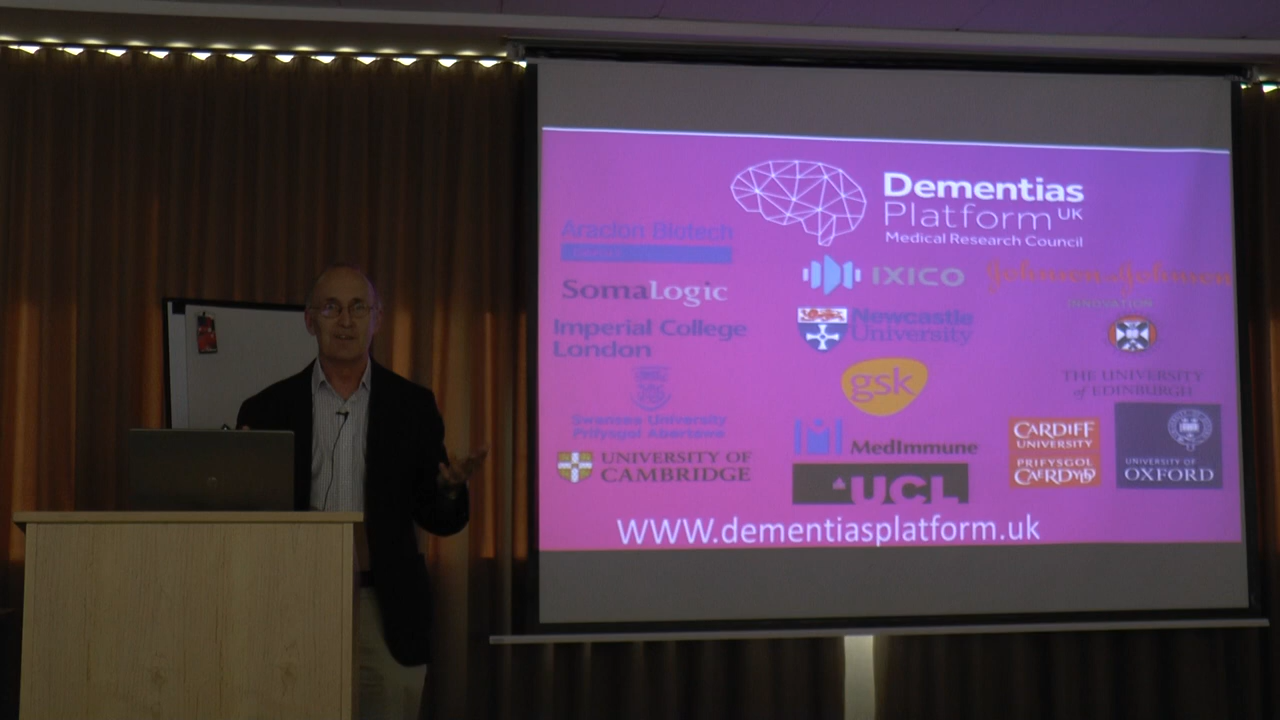 Dementias
Platform UK
Medical Research Council
Araclon Biotech
SomaLogic
Imperial College
London
Swansea University
Prifysgol Abertawe
UNIVERSITY OF
CAMBRIDGE
IXICO
Newcastle
University
gsk
MedImmune
UCL
Johnson & Johnson
INNOVATION
THE UNIVERSITY
of EDINBURGH
CARDIFF
UNIVERSITY
PRIFYSGOL
CAERDYDD
UNIVERSITY OF
OXFORD
WWW.dementiasplatform.uk